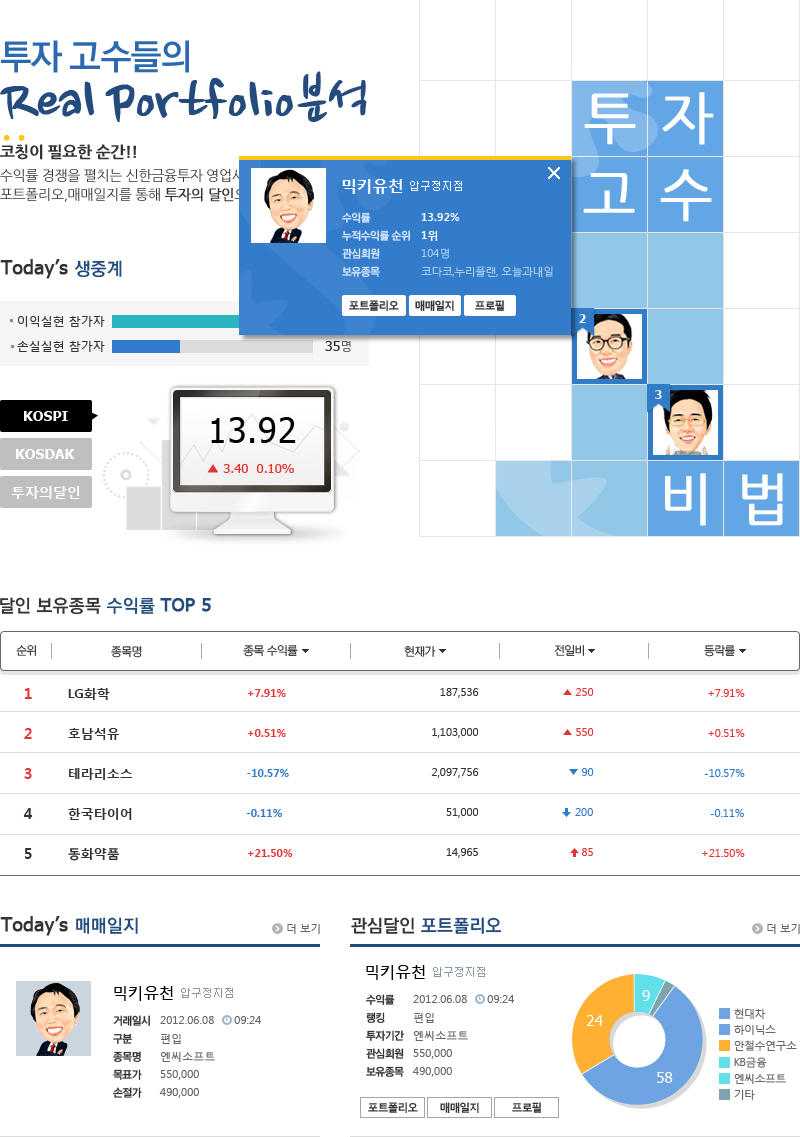 투자 고수들의
Real Portfolio분석
코칭이 필요한 순간!!
수익률 경쟁을 펼치는 신한금융투자 영업
포트폴리오,매매일지를 통해 투자의 달인
투자
고수
비법
믹키유천 압구정지점
수익률 13.92%
누적수익률 순위 1위
관심회원 104명
보유종목 코다코,누리플랜, 오늘과내일
포트폴리오 매매일지 프로필
2
3
Today's 생중계
이익실현 참가자
손실실현 참가자 35명
KOSPI
KOSDAK
투자의달인
13.92
▲ 3.40 0.10%
달인 보유종목 수익률 TOP 5
순위 종목명 종목 수익률 ▼ 현재가 ▼ 전일비 ▼ 등락률 ▼
1 LG화학 +7.91% 187,536 ▲ 250 +7.91%
2 호남석유 +0.51% 1,103,000 ▲ 550 +0.51%
3 테라리소스 -10.57% 2,097,756 ▼ 90 -10.57%
4 한국타이어 -0.11% 51,000 ↓ 200 -0.11%
5 동화약품 +21.50% 14,965 ↑ 85 +21.50%
Today's 매매일지 더 보기
믹키유천 압구정지점
거래일시 2012.06.08 09:24
구분 편입
종목명 엔씨소프트
목표가 550,000
손절가 490,000
관심달인 포트폴리오 더 보기
믹키유천 압구정지점
수익률 2012.06.08 09:24
랭킹 편입
투자기간 엔씨소프트
관심회원 550,000
보유종목 490,000
포트폴리오 매매일지 프로필
9
24
58
현대차
하이닉스
안철수연구소
KB금융
엔씨소프트
기타